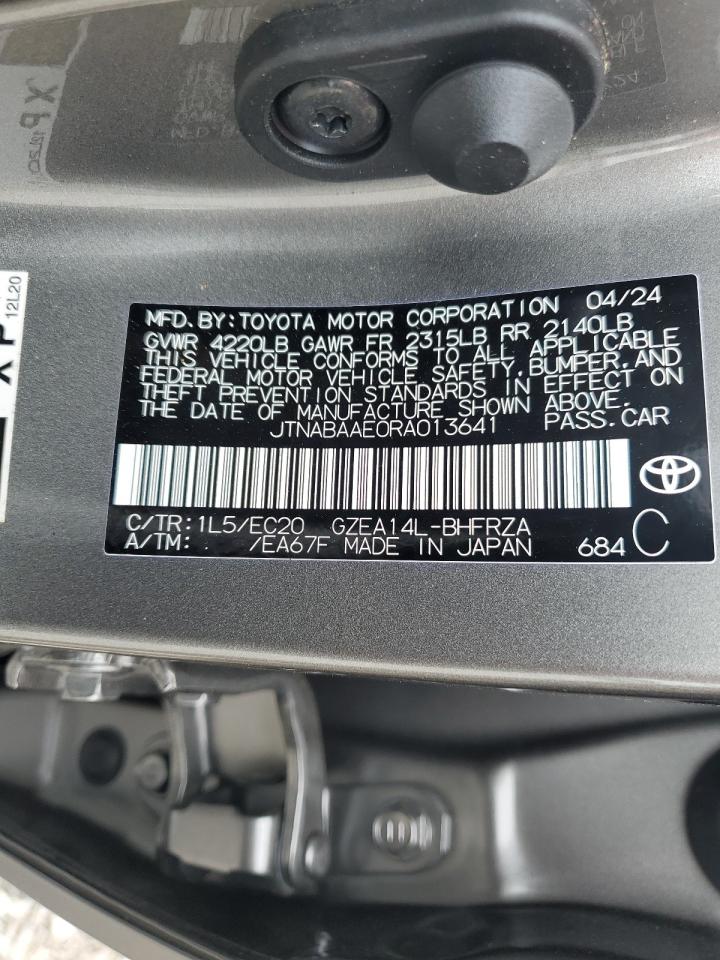 12L20
MFD.BY:TOYOTA MOTOR CORPORATION 04/24
GVWR 4220LB GAWR FR 2315LB RR 2140LB
THIS VEHICLE CONFORMS TO ALL APPLICABLE
FEDERAL MOTOR VEHICLE SAFETY,BUMPER,AND
THEFT PREVENTION STANDARDS IN EFFECT ON
THE DATE OF MANUFACTURE SHOWN ABOVE.
JTNABAAE0RA013641 PASS.CAR
C/TR:1L5/EC20 GZEA14L-BHFRZA
A/TM: /EA67F MADE IN JAPAN 684 C